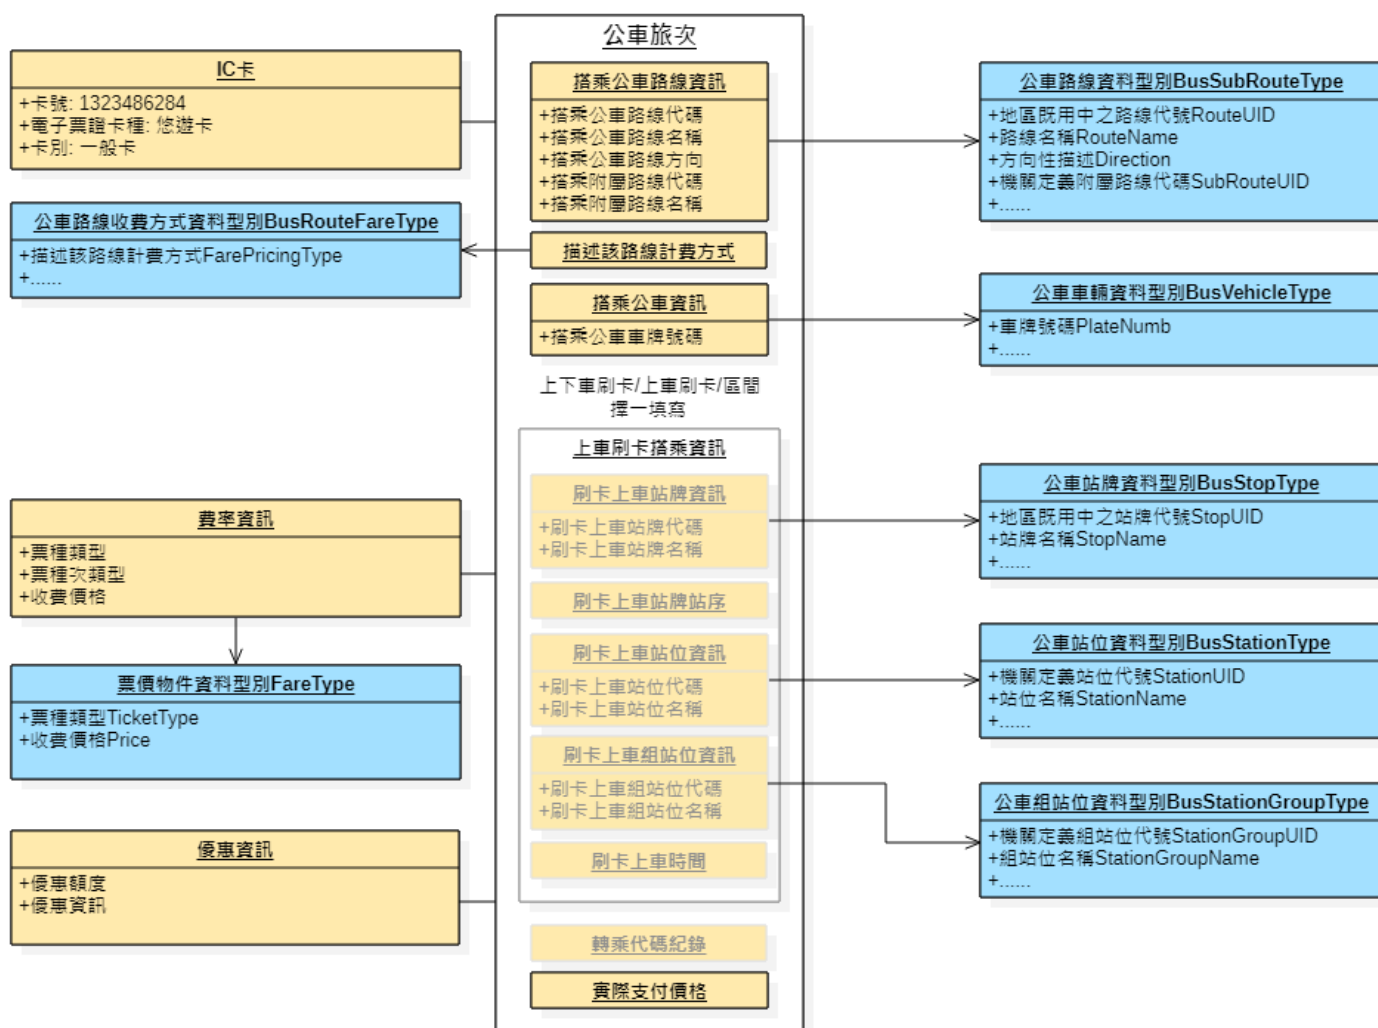 公車旅次
IC卡
+卡號: 1323486284
+電子票證卡種: 悠遊卡
+卡別: 一般卡
公車路線收費方式資料型別BusRouteFareType
+描述該路線計費方式FarePricingType
+......
費率資訊
+票種類型
+票種次類型
+收費價格
票價物件資料型別FareType
+票種類型TicketType
+收費價格Price
優惠資訊
+優惠額度
+優惠資訊
搭乘公車路線資訊
+搭乘公車路線代碼
+搭乘公車路線名稱
+搭乘公車路線方向
+搭乘附屬路線代碼
+搭乘附屬路線名稱
描述該路線計費方式
搭乘公車資訊
+搭乘公車車牌號碼
上下車刷卡/上車刷卡/區間
擇一填寫
上車刷卡搭乘資訊
刷卡上車站牌資訊
+刷卡上車站牌代碼
+刷卡上車站牌名稱
刷卡上車站牌站序
刷卡上車站位資訊
+刷卡上車站位代碼
+刷卡上車站位名稱
刷卡上車組站位資訊
+刷卡上車組站位代碼
+刷卡上車組站位名稱
刷卡上車時間
轉乘代碼紀錄
實際支付價格
公車路線資料型別BusSubRouteType
+地區既用中之路線代號RouteUID
+路線名稱RouteName
+方向性描述Direction
+機關定義附屬路線代碼SubRouteUID
+......
公車車輛資料型別BusVehicleType
+車牌號碼PlateNumb
+......
公車站牌資料型別BusStopType
+地區既用中之站牌代號StopUID
+站牌名稱StopName
+......
公車站位資料型別BusStationType
+機關定義站位代號StationUID
+站位名稱StationName
+......
公車組站位資料型別BusStationGroupType
+機關定義組站位代號StationGroupUID
+組站位名稱StationGroupName
+......